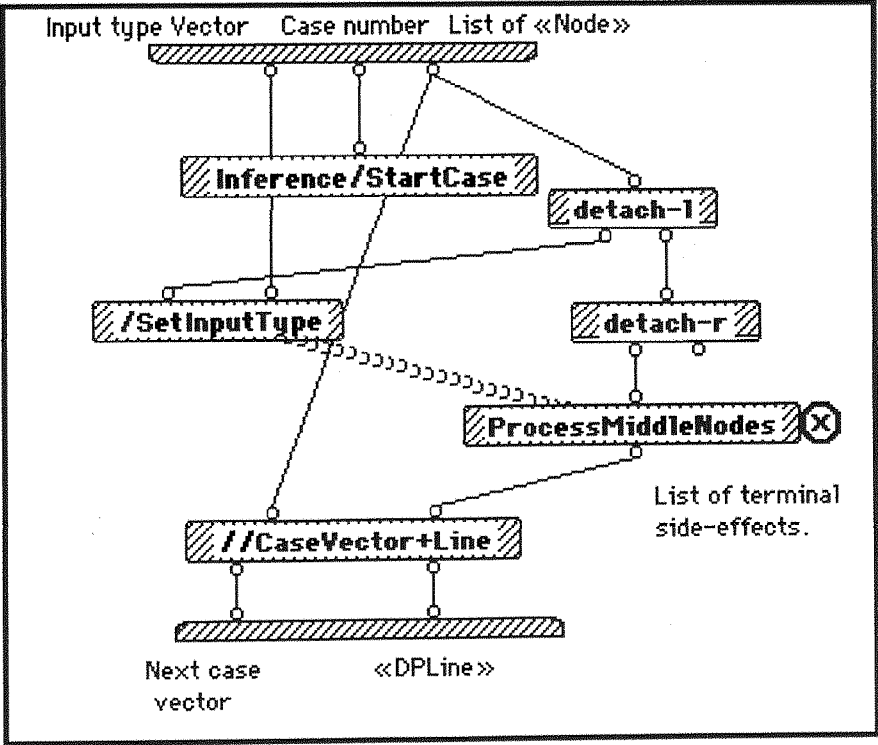 Input type Vector Case number List of «Node»
Inference/StartCase
detach-l
/SetInputType
detach-r
ProcessMiddleNodes
List of terminal
side-effects.
//CaseVector+Line
Next case
vector
«DPLine»